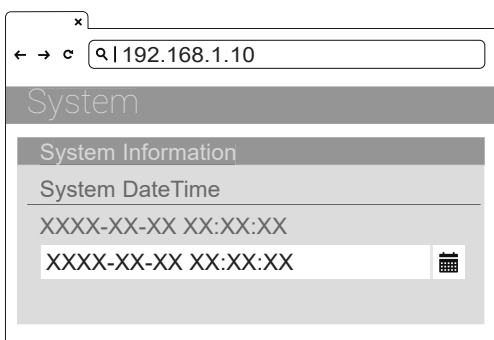 192.168.1.10
System
System Information
System DateTime
XXXX-XX-XX XX:XX:XX
XXXX-XX-XX XX:XX:XX